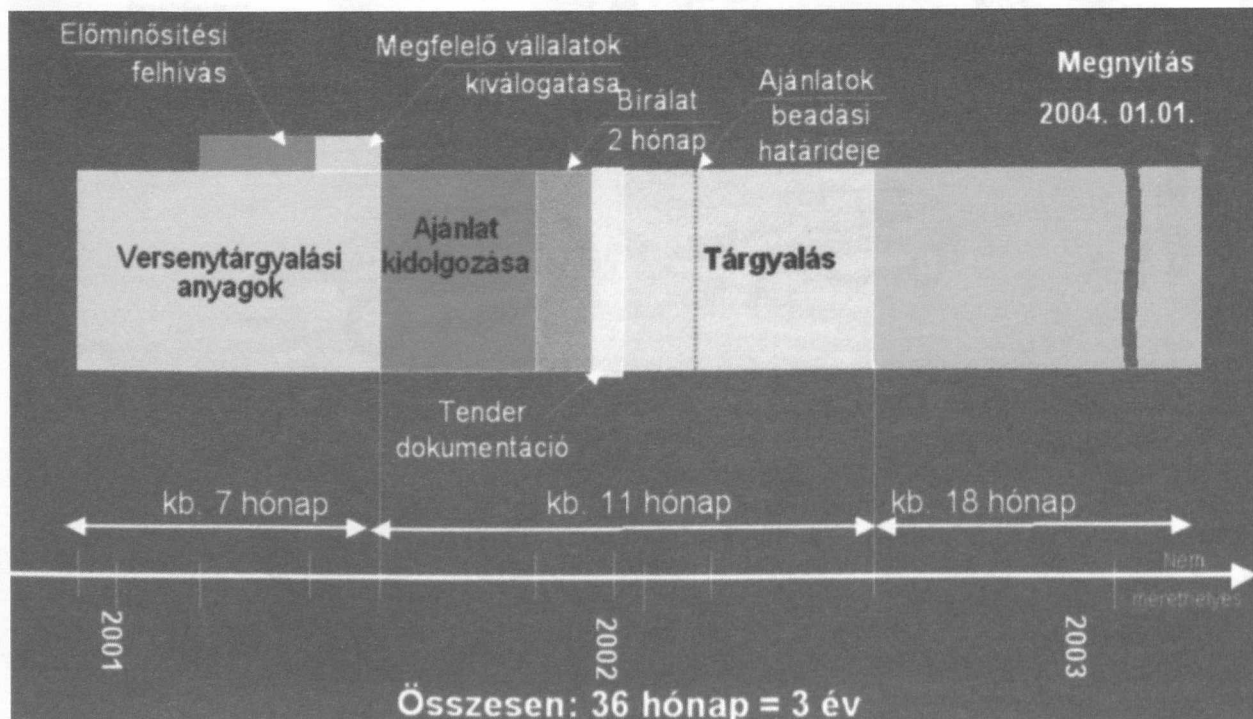 Előminősítési
felhívás
Megfelelő vállalatok
kiválogatása
Bírálat
2 hónap
Ajánlatok
beadási
határideje
Megnyitás
2004. 01.01.
Versenytárgyalási
anyagok
Ajánlat
kidolgozása
Tárgyalás
Tender
dokumentáció
kb. 7 hónap
kb. 11 hónap
kb. 18 hónap
Nem
mérethelyes
2001
2002
2003
Összesen: 36 hónap = 3 év